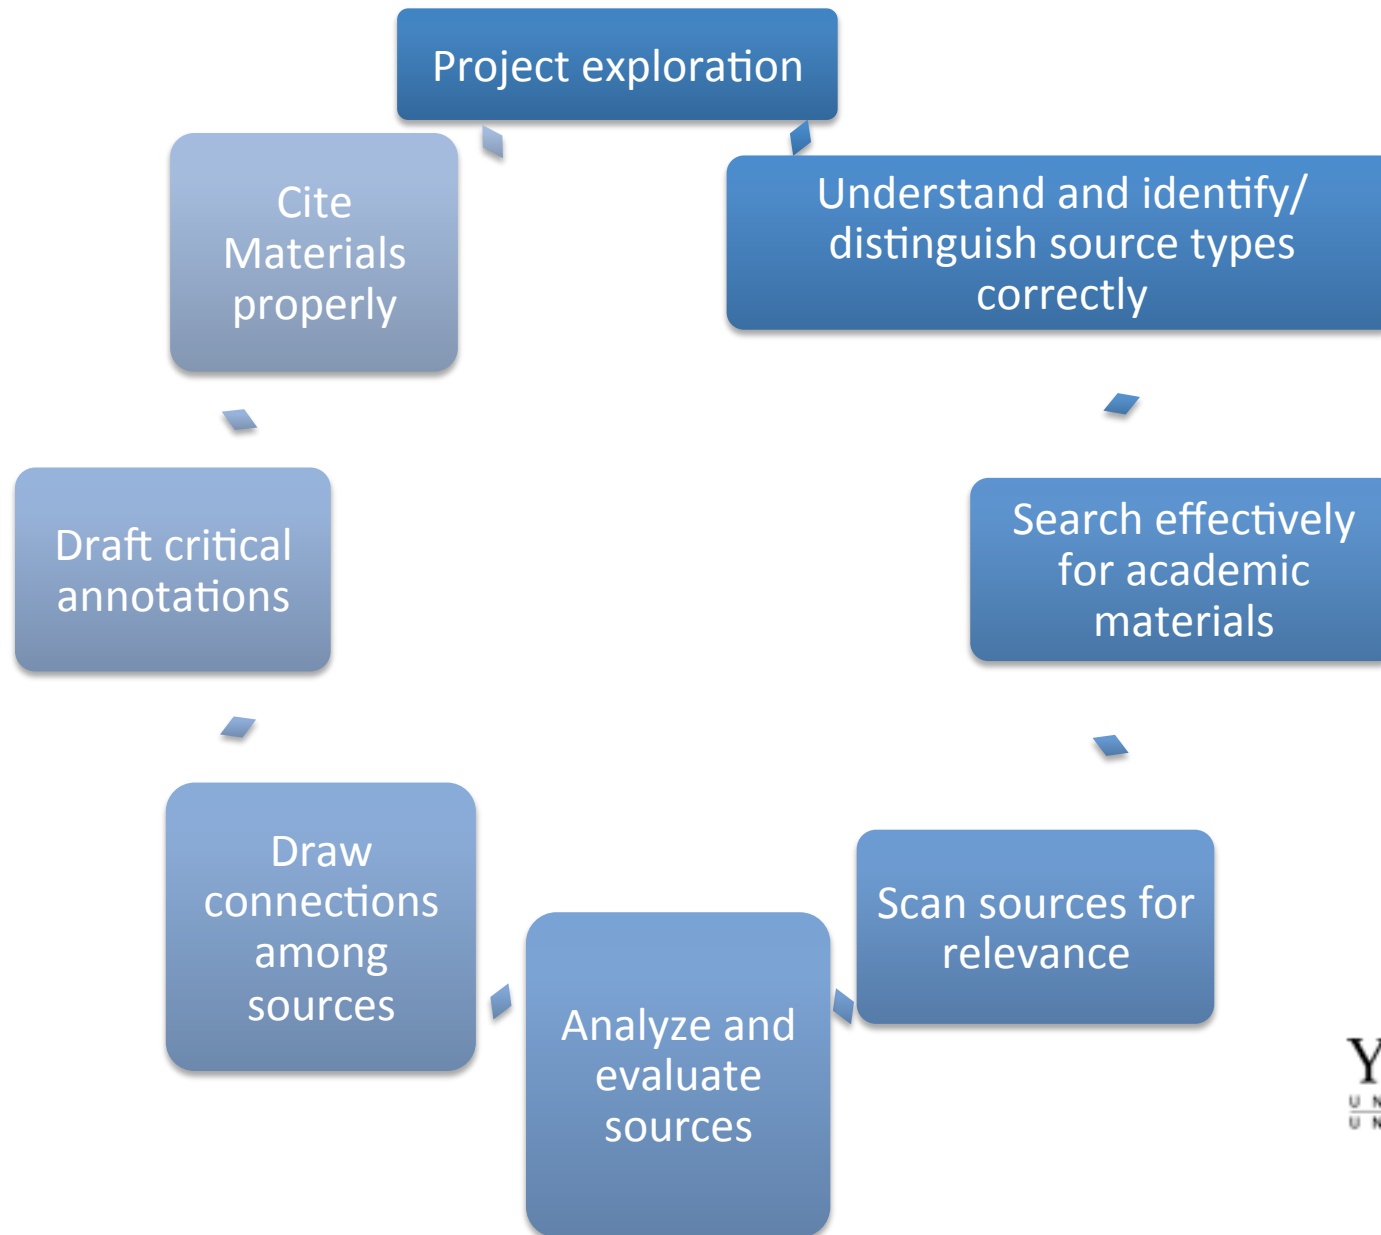 Project exploration
Understand and identify/
distinguish source types
correctly
Search effectively
for academic
materials
Scan sources for
relevance
Analyze and
evaluate
sources
Draw
connections
among
sources
Draft critical
annotations
Cite
Materials
properly
Y
U N
U N